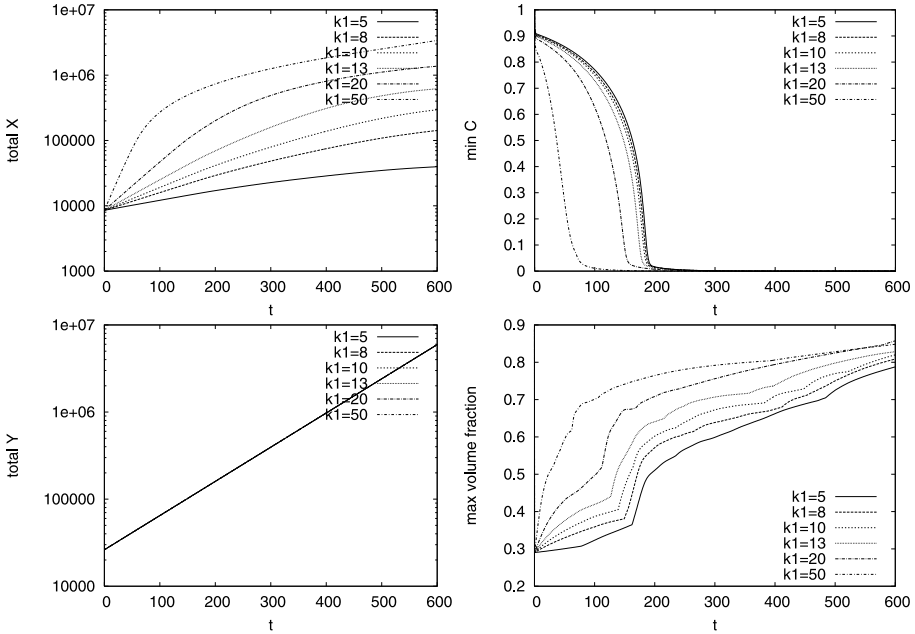 total X
1e+07
1e+06
100000
10000
1000
0 100 200 300 400 500 600
t
k1=5
k1=8
k1=10
k1=13
k1=20
k1=50
min C
1
0.9
0.8
0.7
0.6
0.5
0.4
0.3
0.2
0.1
0
0 100 200 300 400 500 600
t
k1=5
k1=8
k1=10
k1=13
k1=20
k1=50
total Y
1e+07
1e+06
100000
10000
0 100 200 300 400 500 600
t
k1=5
k1=8
k1=10
k1=13
k1=20
k1=50
max volume fraction
0.9
0.8
0.7
0.6
0.5
0.4
0.3
0.2
0 100 200 300 400 500 600
t
k1=5
k1=8
k1=10
k1=13
k1=20
k1=50